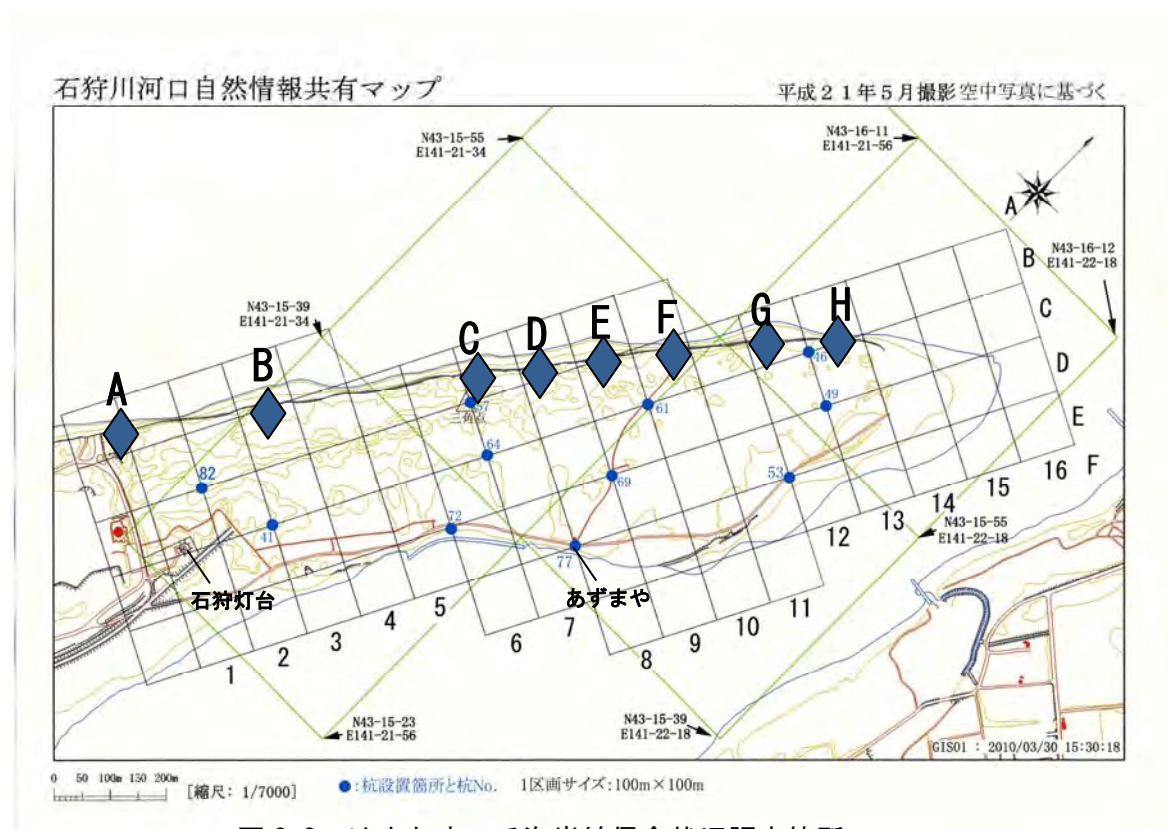 石狩川河口自然情報共有マップ
平成21年5月撮影空中写真に基づく
N43-15-55
E141-21-34
N43-16-11
E141-21-56
A
B
N43-16-12
E141-22-18
C
N43-15-39
E141-21-34
D
E
F
A
B
C
D
E
F
G
H
46
49
57
三角点
61
64
82
69
53
41
72
77
石狩灯台
あずまや
1
2
3
4
5
6
7
8
9
10
11
12
13
14
15
16
N43-15-55
E141-22-18
N43-15-23
E141-21-56
N43-15-39
E141-22-18
GIS01 : 2010/03/30 15:30:18
0 50 100m 150 200m
[縮尺: 1/7000]
●:杭設置箇所と杭No.
1区画サイズ:100m×100m